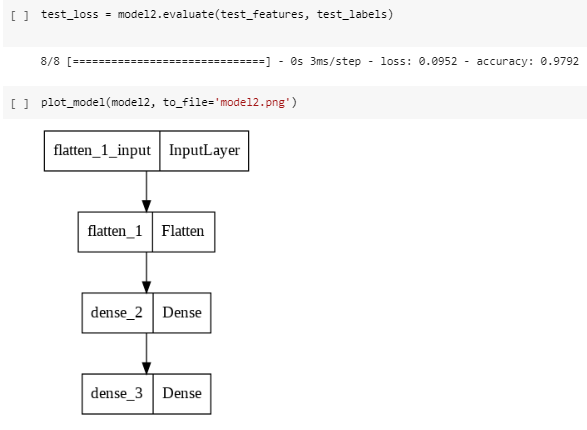 [ ] test_loss = model2.evaluate(test_features, test_labels)
8/8 [==============================] - 0s 3ms/step - loss: 0.0952 - accuracy: 0.9792
[ ] plot_model(model2, to_file='model2.png')
flatten_1_input InputLayer
flatten_1 Flatten
dense_2 Dense
dense_3 Dense